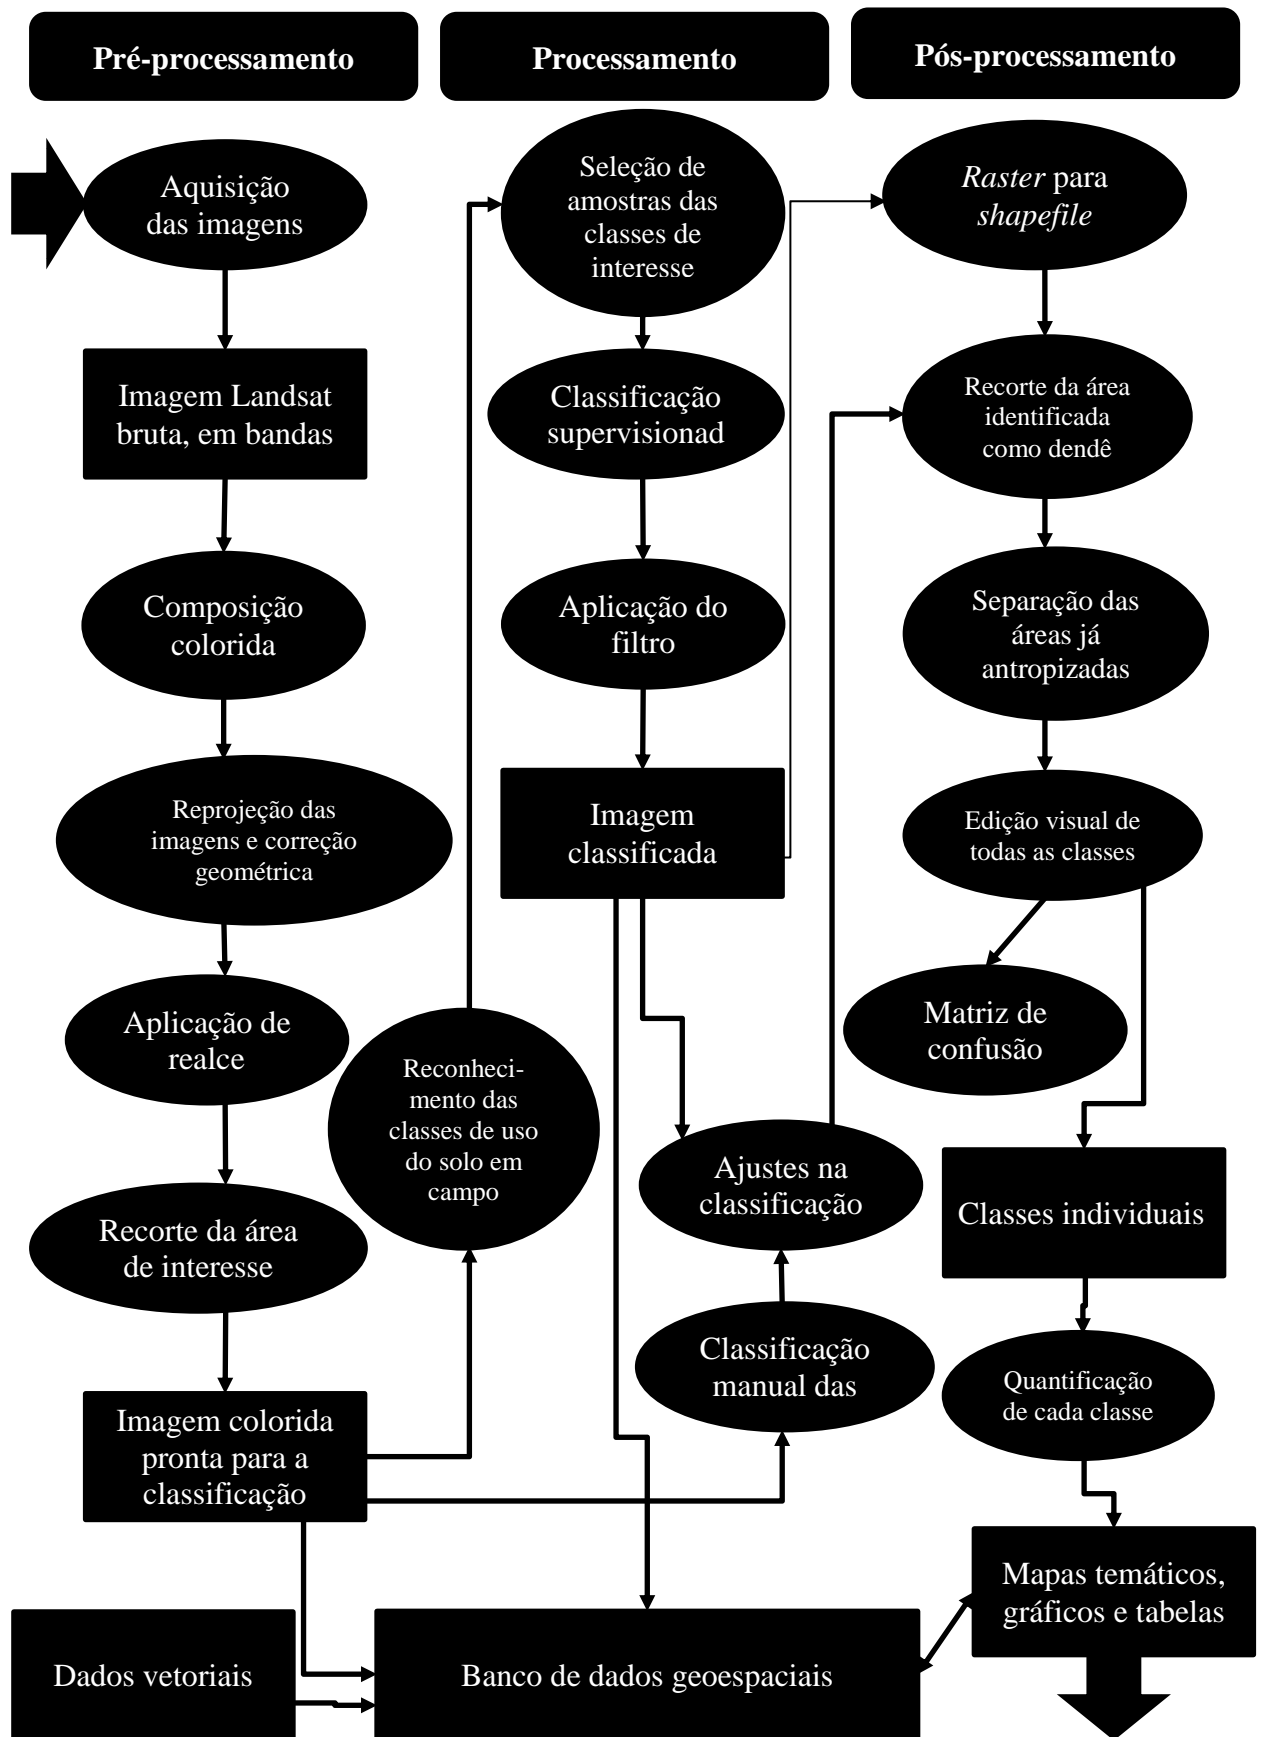 Pré-processamento
Processamento
Pós-processamento
Aquisição
das imagens
Imagem Landsat
bruta, em bandas
Composição
colorida
Reprojeção das
imagens e correção
geométrica
Aplicação de
realce
Recorte da área
de interesse
Imagem colorida
pronta para a
classificação
Dados vetoriais
Reconheci-
mento das
classes de uso
do solo em
campo
Seleção de
amostras das
classes de
interesse
Classificação
supervisionad
Aplicação do
filtro
Imagem
classificada
Ajustes na
classificação
Classificação
manual das
Banco de dados geoespaciais
Raster para
shapefile
Recorte da área
identificada
como dendê
Separação das
áreas já
antropizadas
Edição visual de
todas as classes
Matriz de
confusão
Classes individuais
Quantificação
de cada classe
Mapas temáticos,
gráficos e tabelas